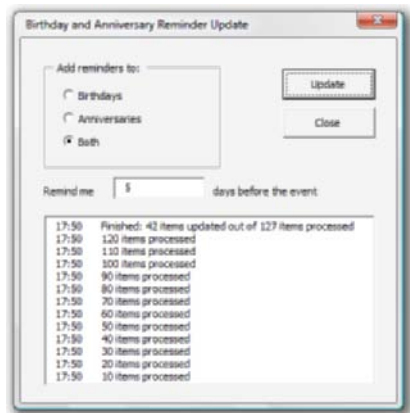 Birthday and Anniversary Reminder Update
Add reminders to:
Birthdays
Anniversaries
Both
Update
Close
Remind me 5 days before the event
17:50 Finished: 42 items updated out of 127 items processed
17:50 120 items processed
17:50 110 items processed
17:50 100 items processed
17:50 90 items processed
17:50 80 items processed
17:50 70 items processed
17:50 60 items processed
17:50 50 items processed
17:50 40 items processed
17:50 30 items processed
17:50 20 items processed
17:50 10 items processed